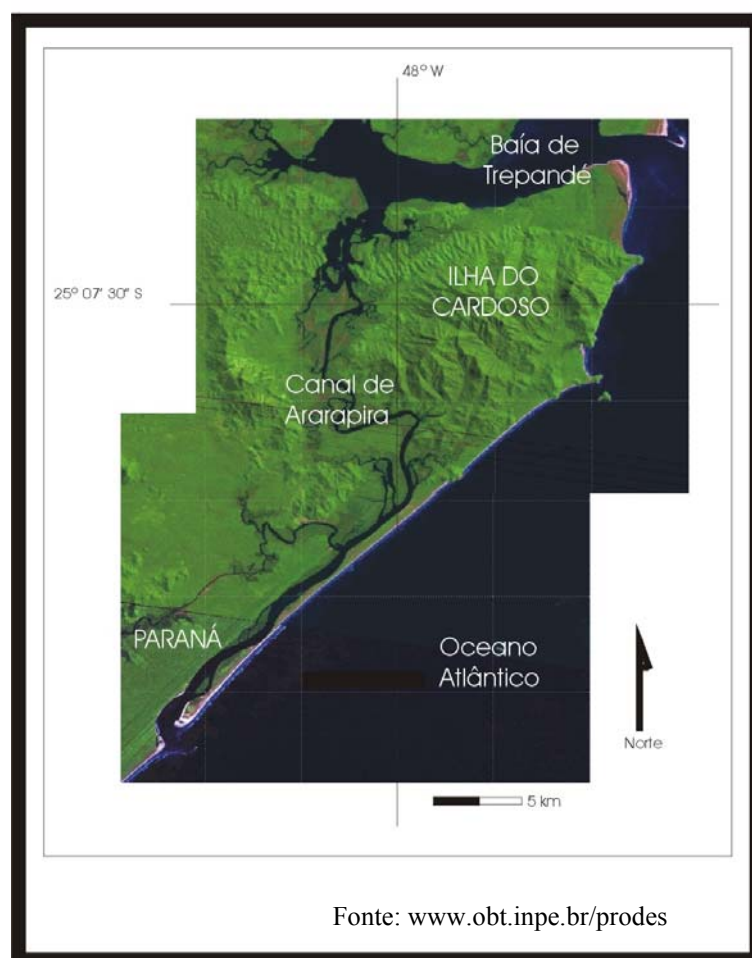 48° W
Baía de
Trepandé
ILHA DO
CARDOSO
25° 07' 30" S
Canal de
Ararapira
PARANÁ
Oceano
Atlântico
Norte
5 km
Fonte: www.obt.inpe.br/prodes